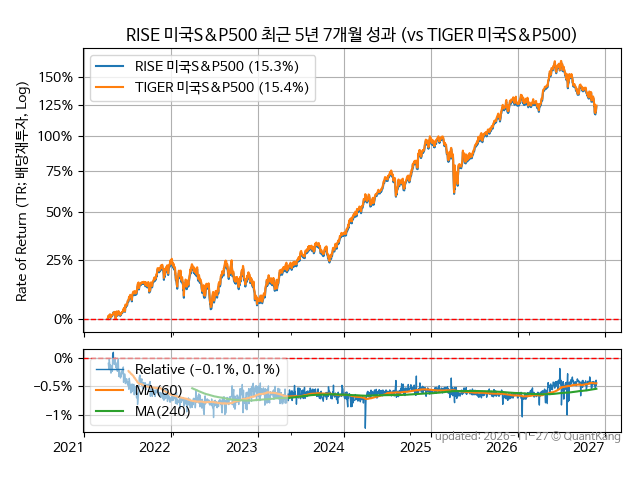 RISE 미국S&P500 최근 5년 7개월 성과 (vs TIGER 미국S&P500)
Rate of Return (TR: 배당재투자, Log)
RISE 미국S&P500 (15.3%)
TIGER 미국S&P500 (15.4%)
150%
125%
100%
75%
50%
25%
0%
0%
−0.5%
−1%
Relative (−0.1%, 0.1%)
MA(60)
MA(240)
2021 2022 2023 2024 2025 2026 2027
updated: 2026-11-27 © QuantKang